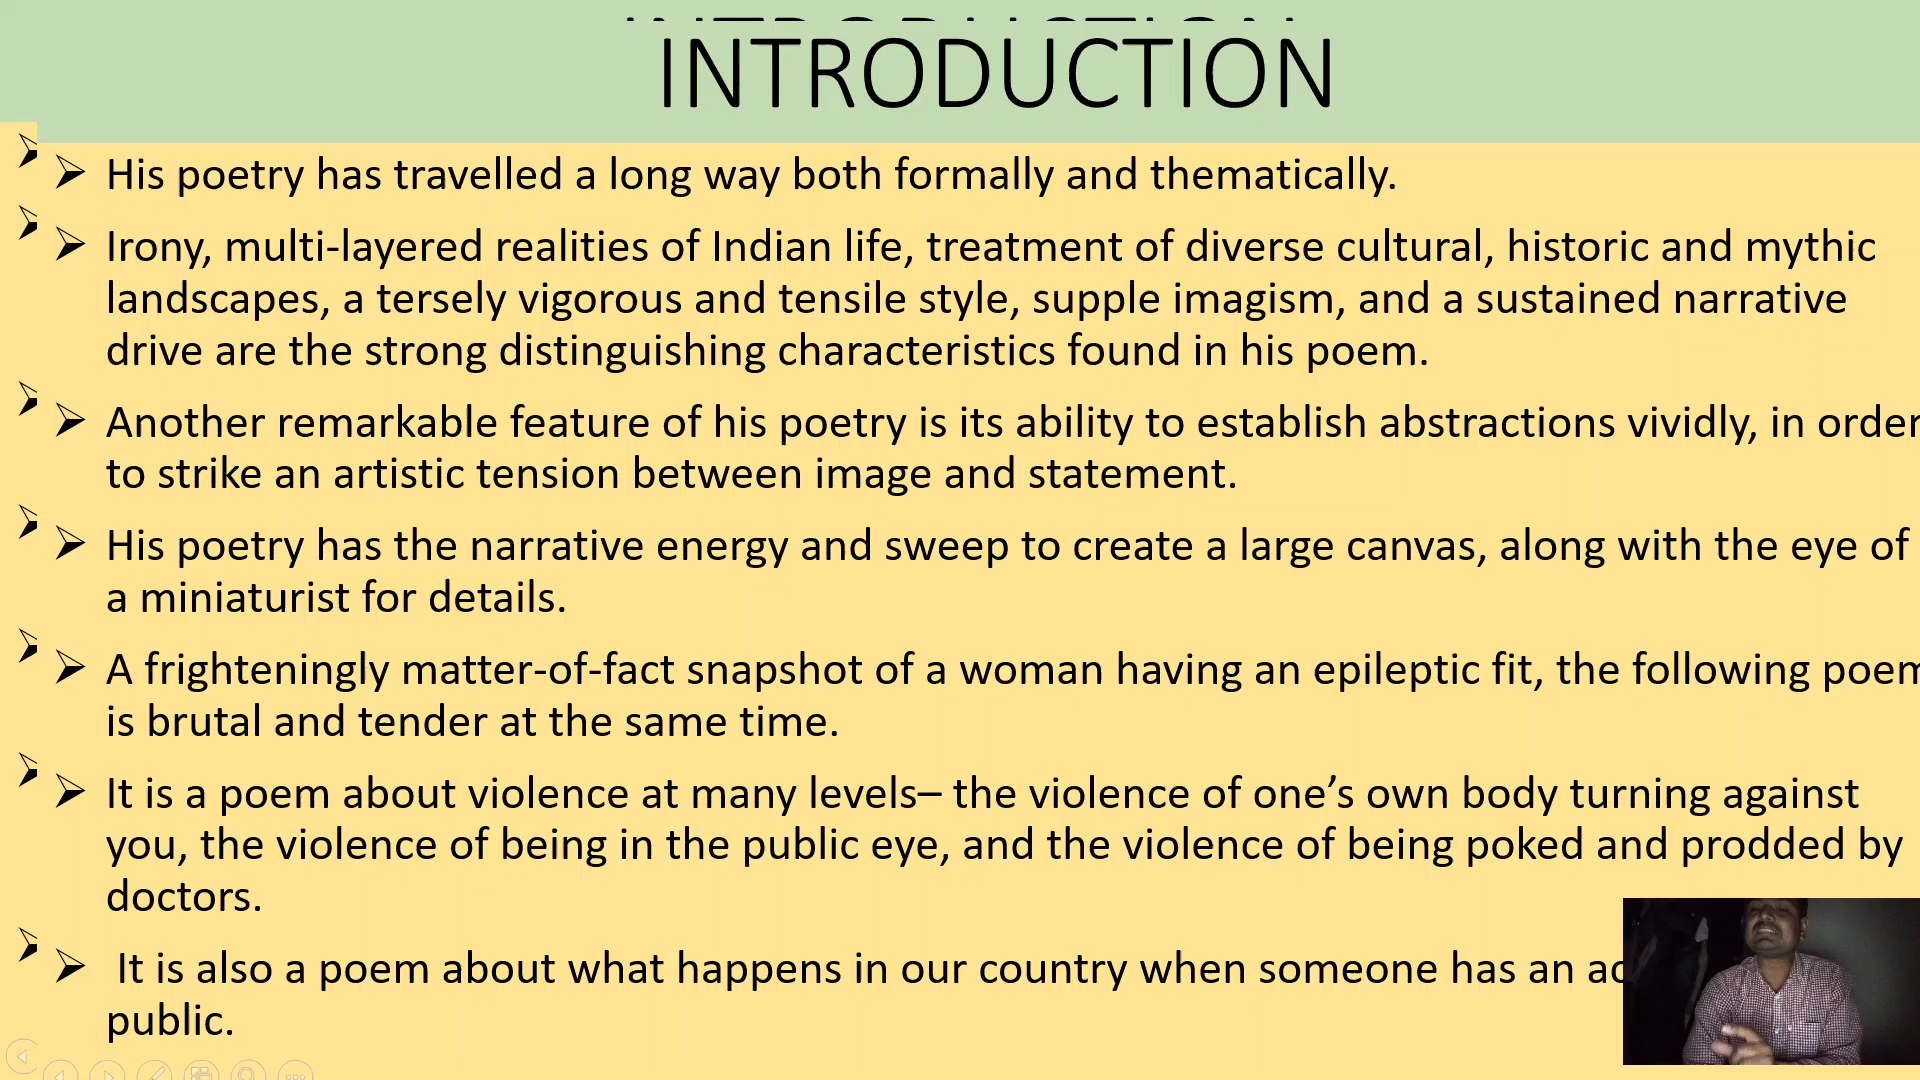 INTRODUCTION
➢ His poetry has travelled a long way both formally and thematically.
➢ Irony, multi-layered realities of Indian life, treatment of diverse cultural, historic and mythic
landscapes, a tersely vigorous and tensile style, supple imagism, and a sustained narrative
drive are the strong distinguishing characteristics found in his poem.
➢ Another remarkable feature of his poetry is its ability to establish abstractions vividly, in order
to strike an artistic tension between image and statement.
➢ His poetry has the narrative energy and sweep to create a large canvas, along with the eye of
a miniaturist for details.
➢ A frighteningly matter-of-fact snapshot of a woman having an epileptic fit, the following poem
is brutal and tender at the same time.
➢ It is a poem about violence at many levels– the violence of one’s own body turning against
you, the violence of being in the public eye, and the violence of being poked and prodded by
doctors.
➢ It is also a poem about what happens in our country when someone has an
public.